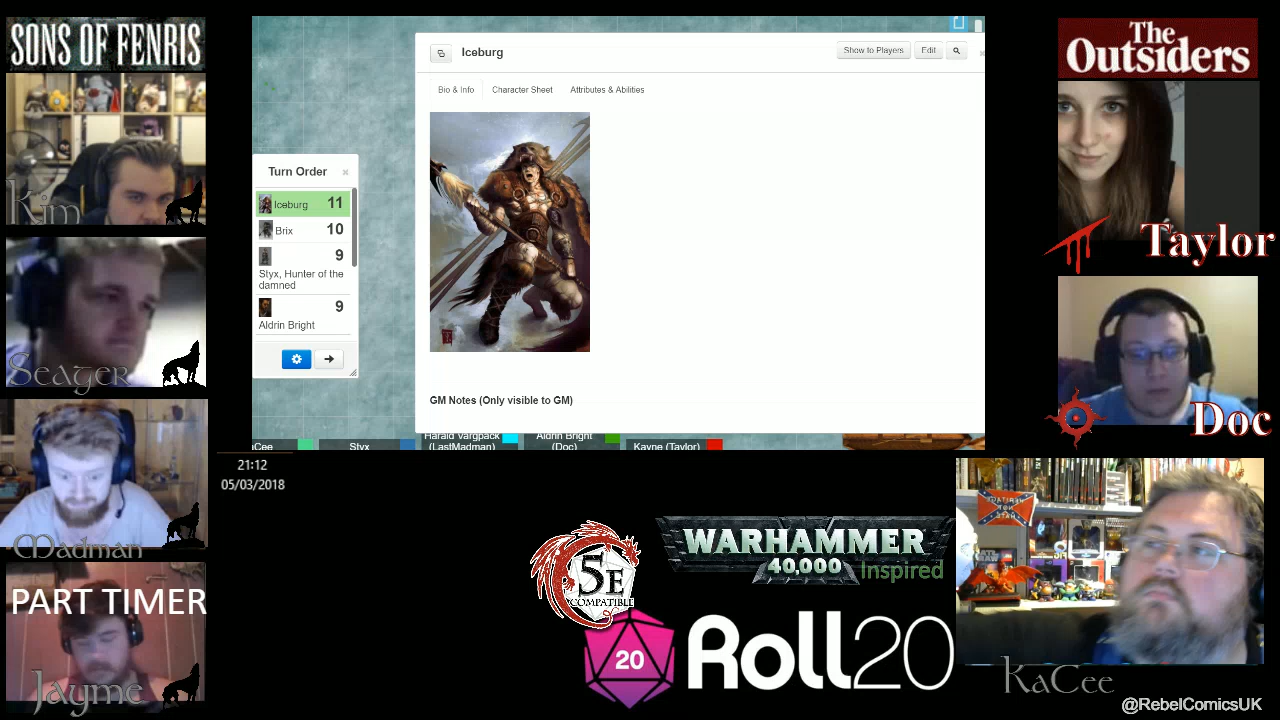 SONS OF FENRIS
Kim
Seager
Madman
PART TIMER
Jayme
Iceburg
Show to Players
Edit
Bio & Info
Character Sheet
Attributes & Abilities
Turn Order
Iceburg 11
Brix 10
9
Styx, Hunter of the
damned
9
Aldrin Bright
GM Notes (Only visible to GM)
aCee
Styx
Harald Vargpack
(LastMadman)
Aldrin Bright
(Doc)
Kayne (Taylor)
21:12
05/03/2018
5E
COMPATIBLE
WARHAMMER
40,000 Inspired
20
Roll20
The
Outsiders
Taylor
Doc
KaCee
@RebelComicsUK